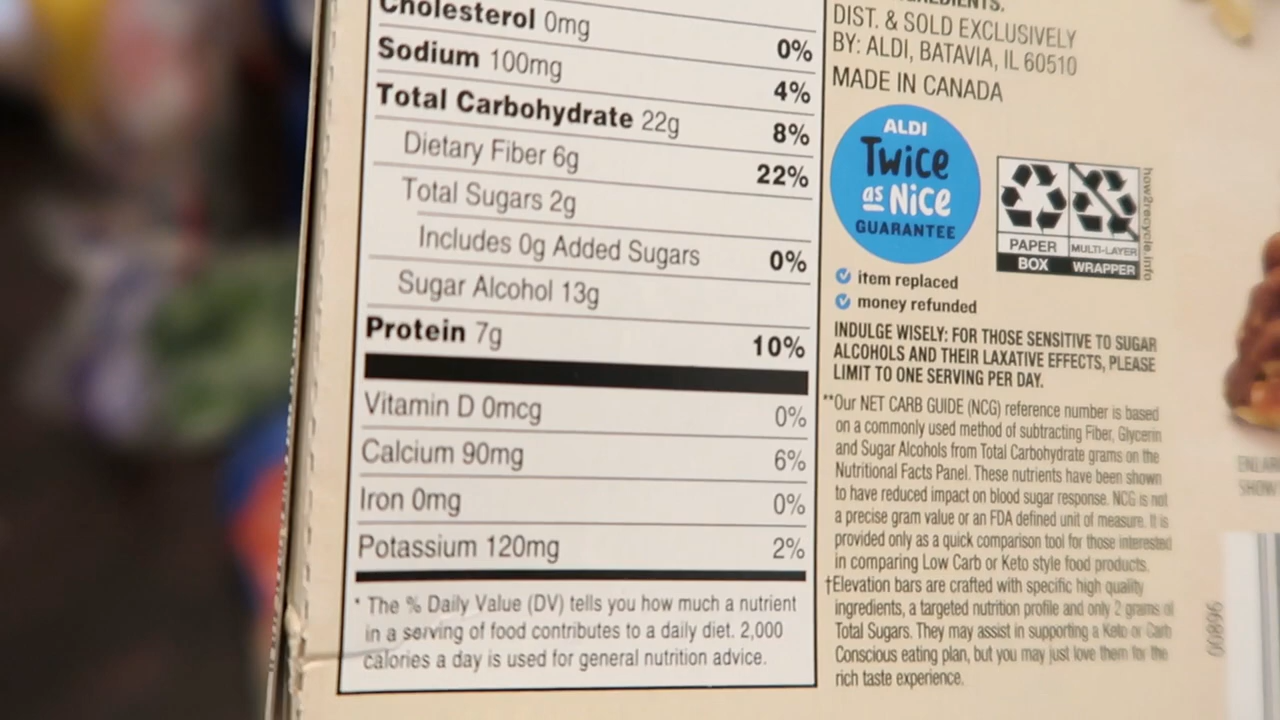 Cholesterol 0mg 0%
Sodium 100mg 4%
Total Carbohydrate 22g 8%
Dietary Fiber 6g 22%
Total Sugars 2g
Includes 0g Added Sugars 0%
Sugar Alcohol 13g
Protein 7g 10%
Vitamin D 0mcg 0%
Calcium 90mg 6%
Iron 0mg 0%
Potassium 120mg 2%
* The % Daily Value (DV) tells you how much a nutrient
in a serving of food contributes to a daily diet. 2,000
calories a day is used for general nutrition advice.
DIST. & SOLD EXCLUSIVELY
BY: ALDI, BATAVIA, IL 60510
MADE IN CANADA
ALDI
Twice
as Nice
GUARANTEE
item replaced
money refunded
PAPER
BOX
MULTI-LAYER
WRAPPER
how2recycle.info
INDULGE WISELY: FOR THOSE SENSITIVE TO SUGAR
ALCOHOLS AND THEIR LAXATIVE EFFECTS, PLEASE
LIMIT TO ONE SERVING PER DAY.
**Our NET CARB GUIDE (NCG) reference number is based
on a commonly used method of subtracting Fiber, Glycerin
and Sugar Alcohols from Total Carbohydrate grams on the
Nutritional Facts Panel. These nutrients have been shown
to have reduced impact on blood sugar response. NCG is not
a precise gram value or an FDA defined unit of measure. It is
provided only as a quick comparison tool for those interested
in comparing Low Carb or Keto style food products.
†Elevation bars are crafted with specific high quality
ingredients, a targeted nutrition profile and only 2 grams of
Total Sugars. They may assist in supporting a Keto or Carb
Conscious eating plan, but you may just love them for the
rich taste experience.